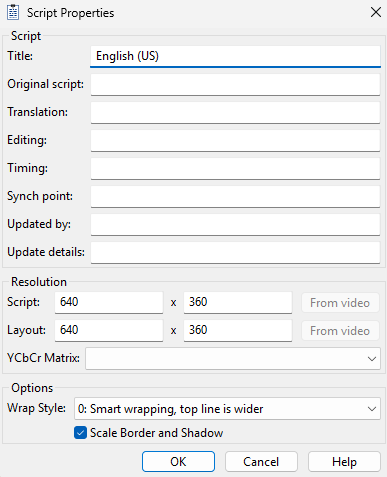 Script Properties
Script
Title: English (US)
Original script:
Translation:
Editing:
Timing:
Synch point:
Updated by:
Update details:
Resolution
Script: 640 x 360 From video
Layout: 640 x 360 From video
YCbCr Matrix:
Options
Wrap Style: 0: Smart wrapping, top line is wider
Scale Border and Shadow
OK Cancel Help